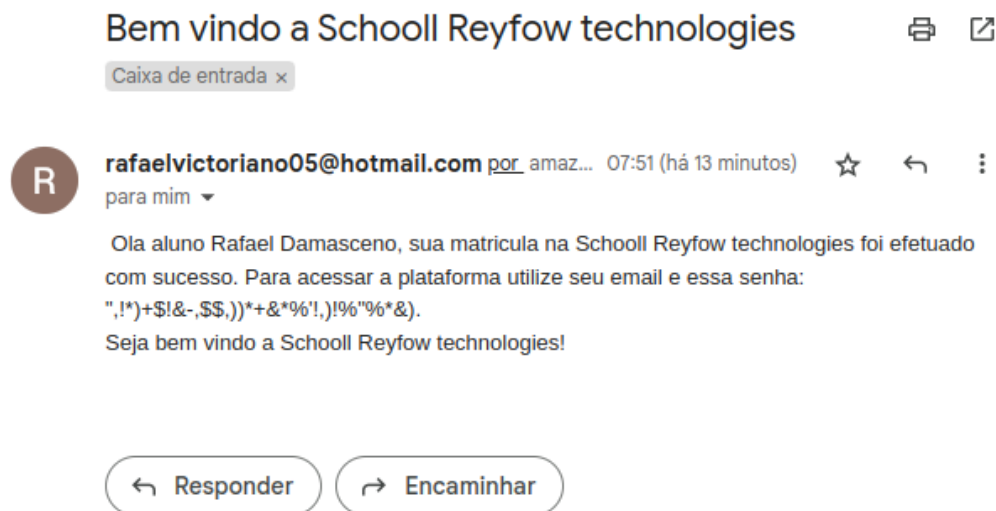 Bem vindo a Schooll Reyfow technologies
Caixa de entrada ×
R
rafaelvictoriano05@hotmail.com por amaz... 07:51 (há 13 minutos)
para mim
Ola aluno Rafael Damasceno, sua matricula na Schooll Reyfow technologies foi efetuado
com sucesso. Para acessar a plataforma utilize seu email e essa senha:
",!*)+$!&-,$$,))*+&*%'!,)!%"%*&).
Seja bem vindo a Schooll Reyfow technologies!
Responder
Encaminhar